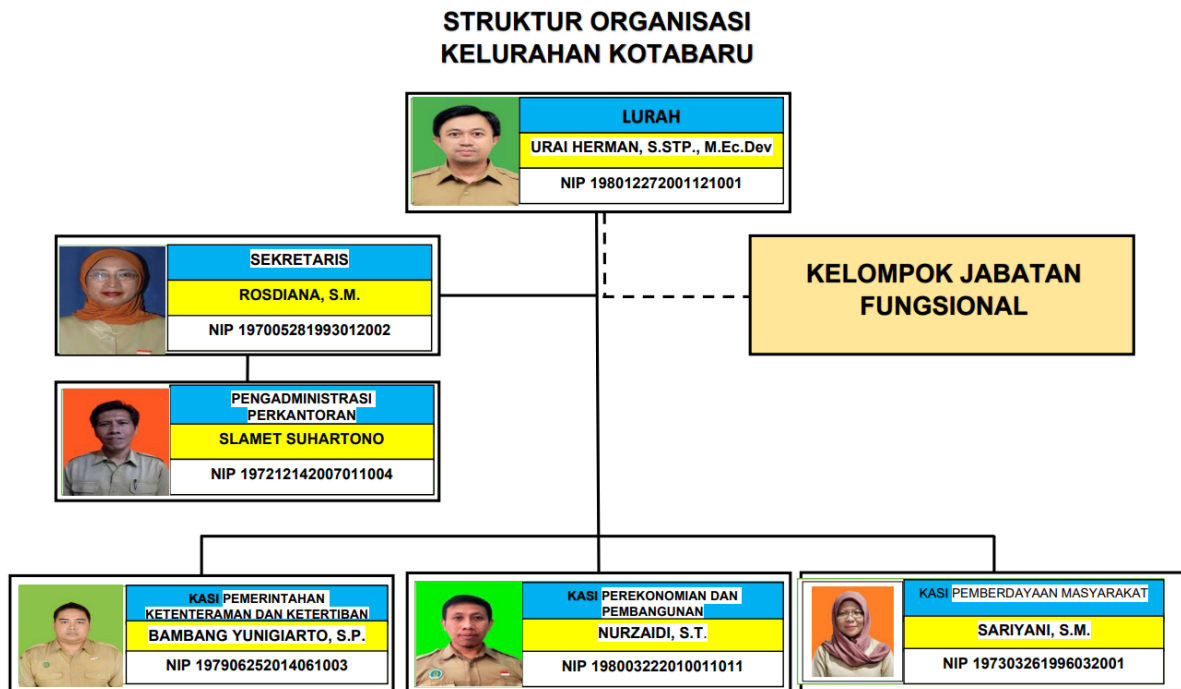 STRUKTUR ORGANISASI
KELURAHAN KOTABARU
LURAH
URAI HERMAN, S.STP., M.Ec.Dev
NIP 198012272001121001
SEKRETARIS
ROSDIANA, S.M.
NIP 197005281993012002
KELOMPOK JABATAN
FUNGSIONAL
PENGADMINISTRASI
PERKANTORAN
SLAMET SUHARTONO
NIP 197212142007011004
KASI PEMERINTAHAN
KETENTERAMAN DAN KETERTIBAN
BAMBANG YUNIGIARTO, S.P.
NIP 197906252014061003
KASI PEREKONOMIAN DAN
PEMBANGUNAN
NURZAIDI, S.T.
NIP 198003222010011011
KASI PEMBERDAYAAN MASYARAKAT
SARIYANI, S.M.
NIP 197303261996032001